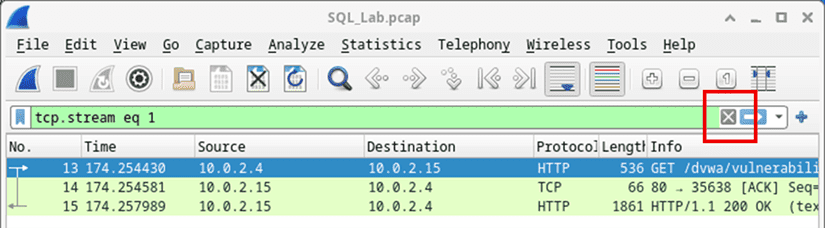 SQL_Lab.pcap
File Edit View Go Capture Analyze Statistics Telephony Wireless Tools Help
tcp.stream eq 1
No. Time Source Destination Protocol Length Info
13 174.254430 10.0.2.4 10.0.2.15 HTTP 536 GET /dvwa/vulnerabili
14 174.254581 10.0.2.15 10.0.2.4 TCP 66 80 → 35638 [ACK] Seq=
15 174.257989 10.0.2.15 10.0.2.4 HTTP 1861 HTTP/1.1 200 OK (tex